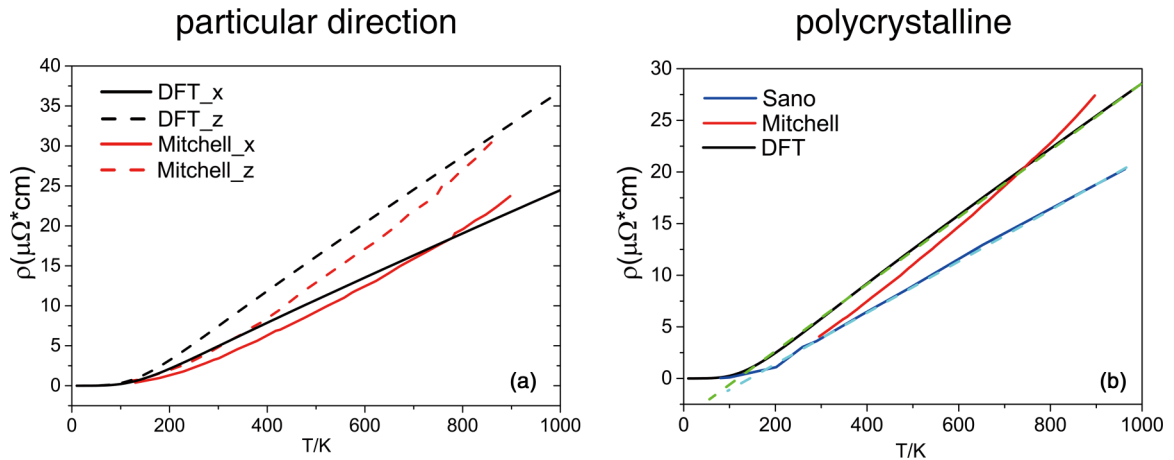 particular direction
polycrystalline
40
35
30
25
20
15
10
5
0
ρ(μΩ*cm)
DFT_x
DFT_z
Mitchell_x
Mitchell_z
(a)
0 200 400 600 800 1000
T/K
30
25
20
15
10
5
0
ρ(μΩ*cm)
Sano
Mitchell
DFT
(b)
0 200 400 600 800 1000
T/K